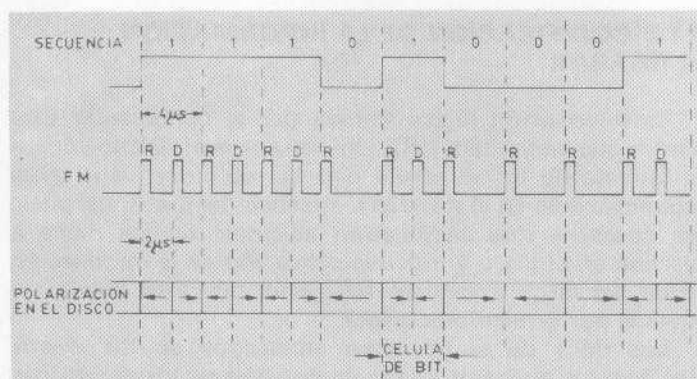 SECUENCIA 1 1 1 0 1 0 0 0 1
4µs
R D R D R D R R D R R R R D
FM
2µs
POLARIZACION
EN EL DISCO
CELULA
DE BIT